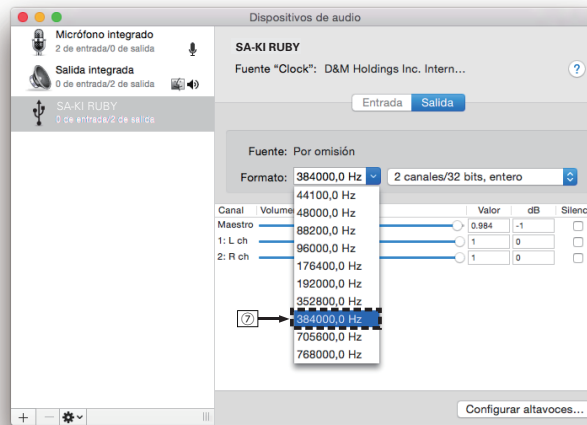 Dispositivos de audio
Micrófono integrado
2 de entrada/0 de salida
Salida integrada
0 de entrada/2 de salida
SA-KI RUBY
0 de entrada/2 de salida
SA-KI RUBY
Fuente “Clock”: D&M Holdings Inc. Intern...
?
Entrada Salida
Fuente: Por omisión
Formato: 384000,0 Hz 2 canales/32 bits, entero
44100,0 Hz
48000,0 Hz
88200,0 Hz
96000,0 Hz
176400,0 Hz
192000,0 Hz
352800,0 Hz
⑦ 384000,0 Hz
705600,0 Hz
768000,0 Hz
Canal Volume Valor dB Silenc
Maestro 0.984 -1
1: L ch 1 0
2: R ch 1 0
Configurar altavoces...